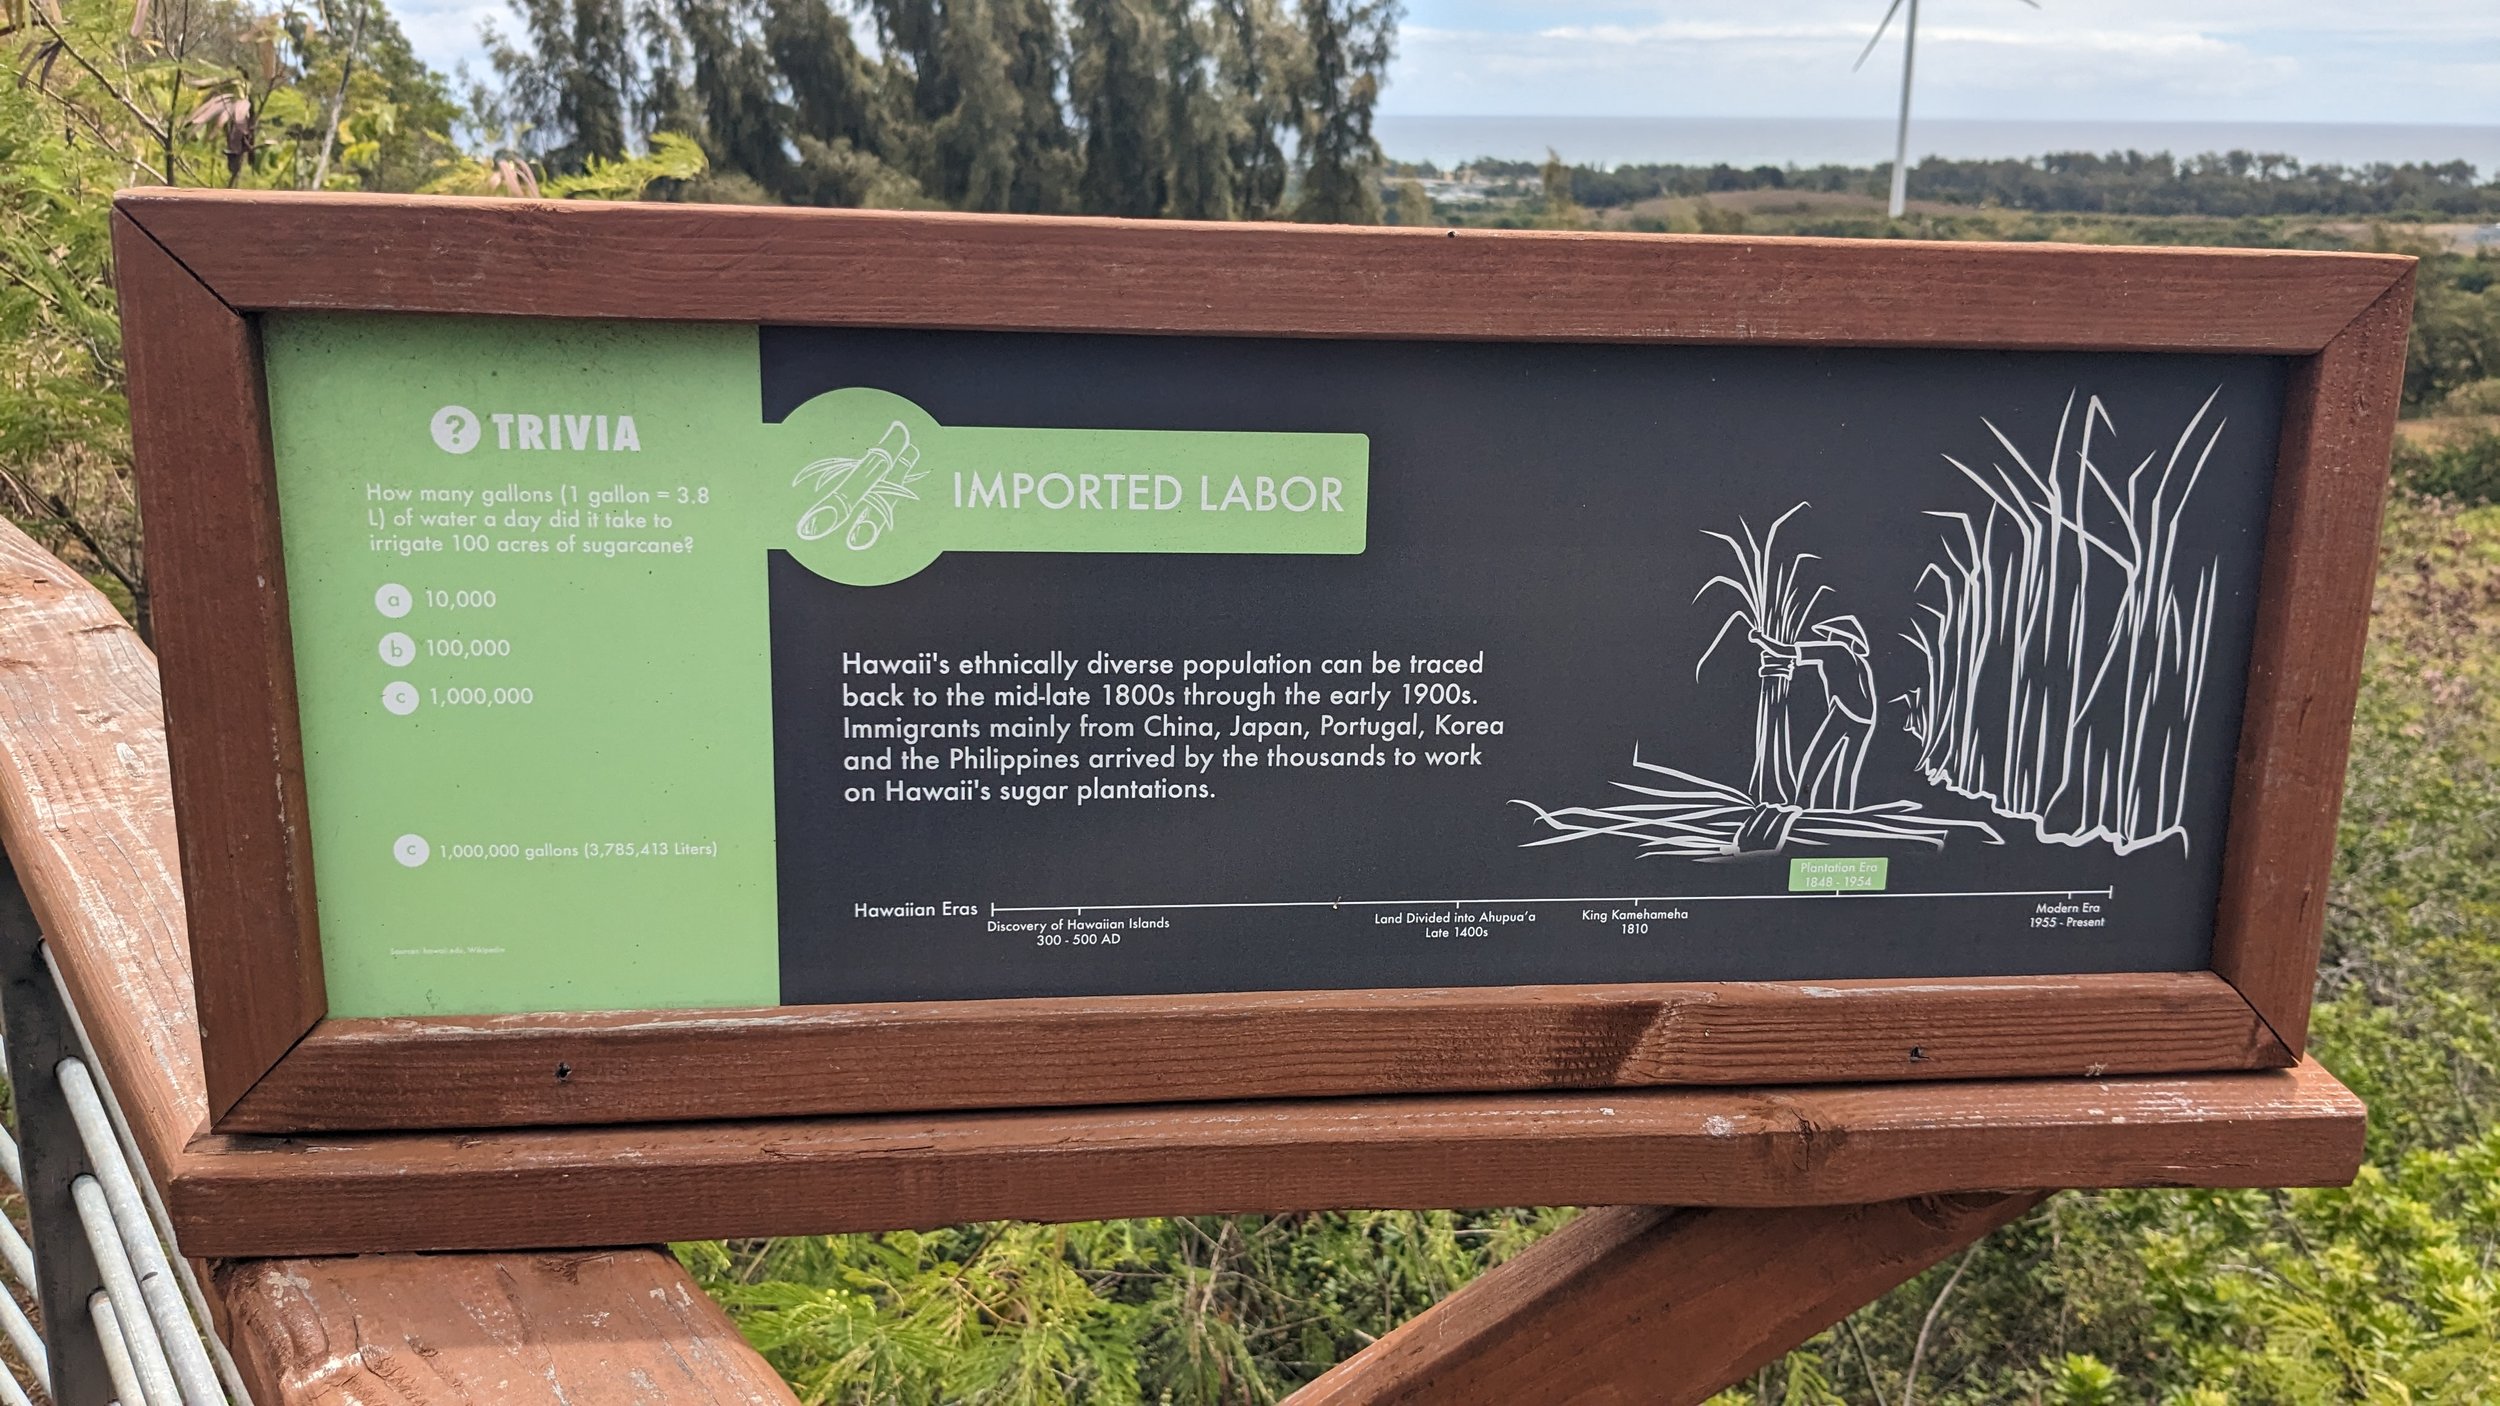 ? TRIVIA
How many gallons (1 gallon = 3.8
L) of water a day did it take to
irrigate 100 acres of sugarcane?
a 10,000
b 100,000
c 1,000,000
c 1,000,000 gallons (3,785,413 Liters)
Sources: hawaii.edu, Wikipedia
IMPORTED LABOR
Hawaii's ethnically diverse population can be traced
back to the mid-late 1800s through the early 1900s.
Immigrants mainly from China, Japan, Portugal, Korea
and the Philippines arrived by the thousands to work
on Hawaii's sugar plantations.
Hawaiian Eras
Discovery of Hawaiian Islands
300 - 500 AD
Land Divided into Ahupua'a
Late 1400s
King Kamehameha
1810
Plantation Era
1848 - 1954
Modern Era
1955 - Present